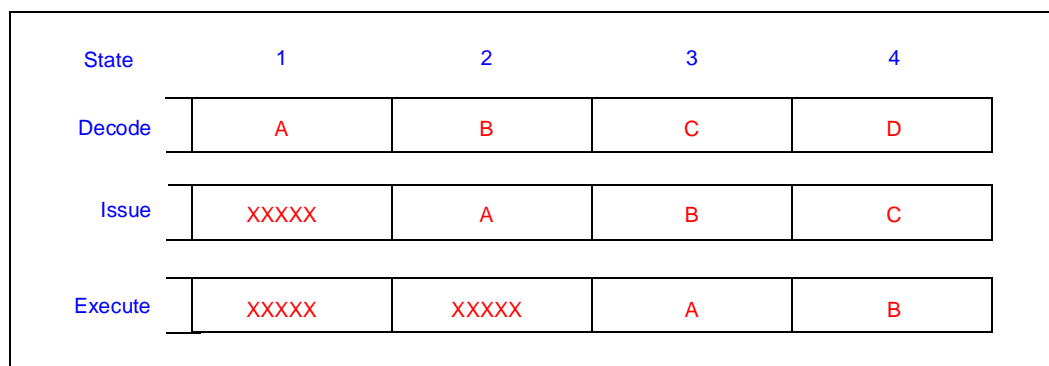 State 1 2 3 4
Decode A B C D
Issue XXXXX A B C
Execute XXXXX XXXXX A B